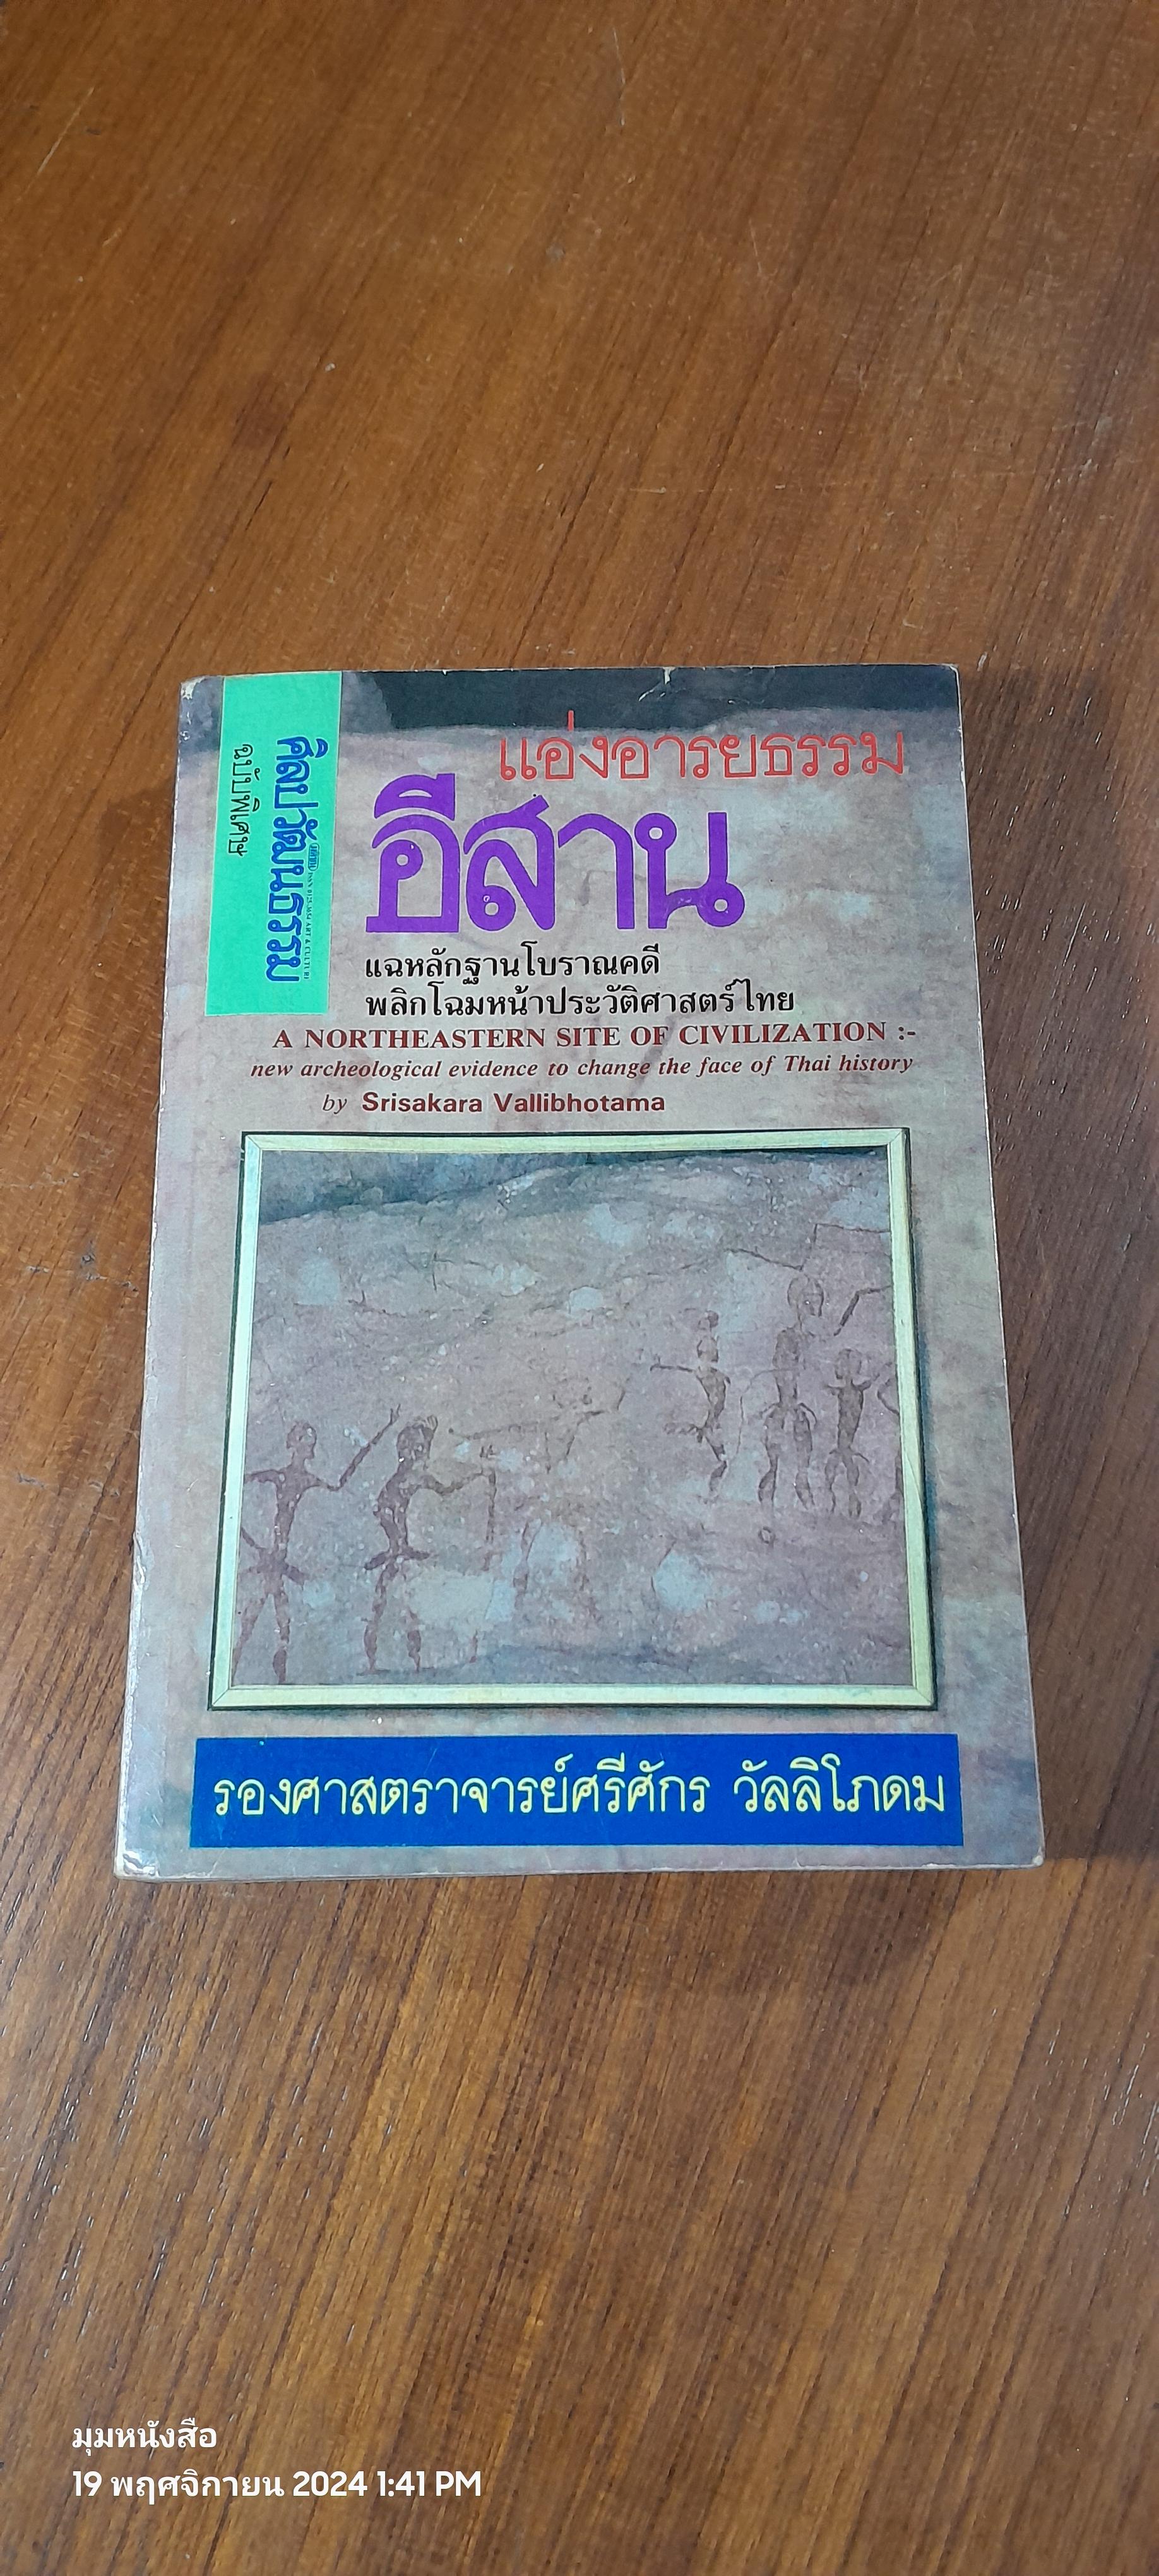 ศิลปวัฒนธรรม
ฉบับพิเศษ
แอ่งอารยธรรม
อีสาน
แฉหลักฐานโบราณคดี
พลิกโฉมหน้าประวัติศาสตร์ไทย
A NORTHEASTERN SITE OF CIVILIZATION :-
new archeological evidence to change the face of Thai history
by Srisakara Vallibhotama
รองศาสตราจารย์ศรีศักร วัลลิโภดม
มุมหนังสือ
19 พฤศจิกายน 2024 1:41 PM